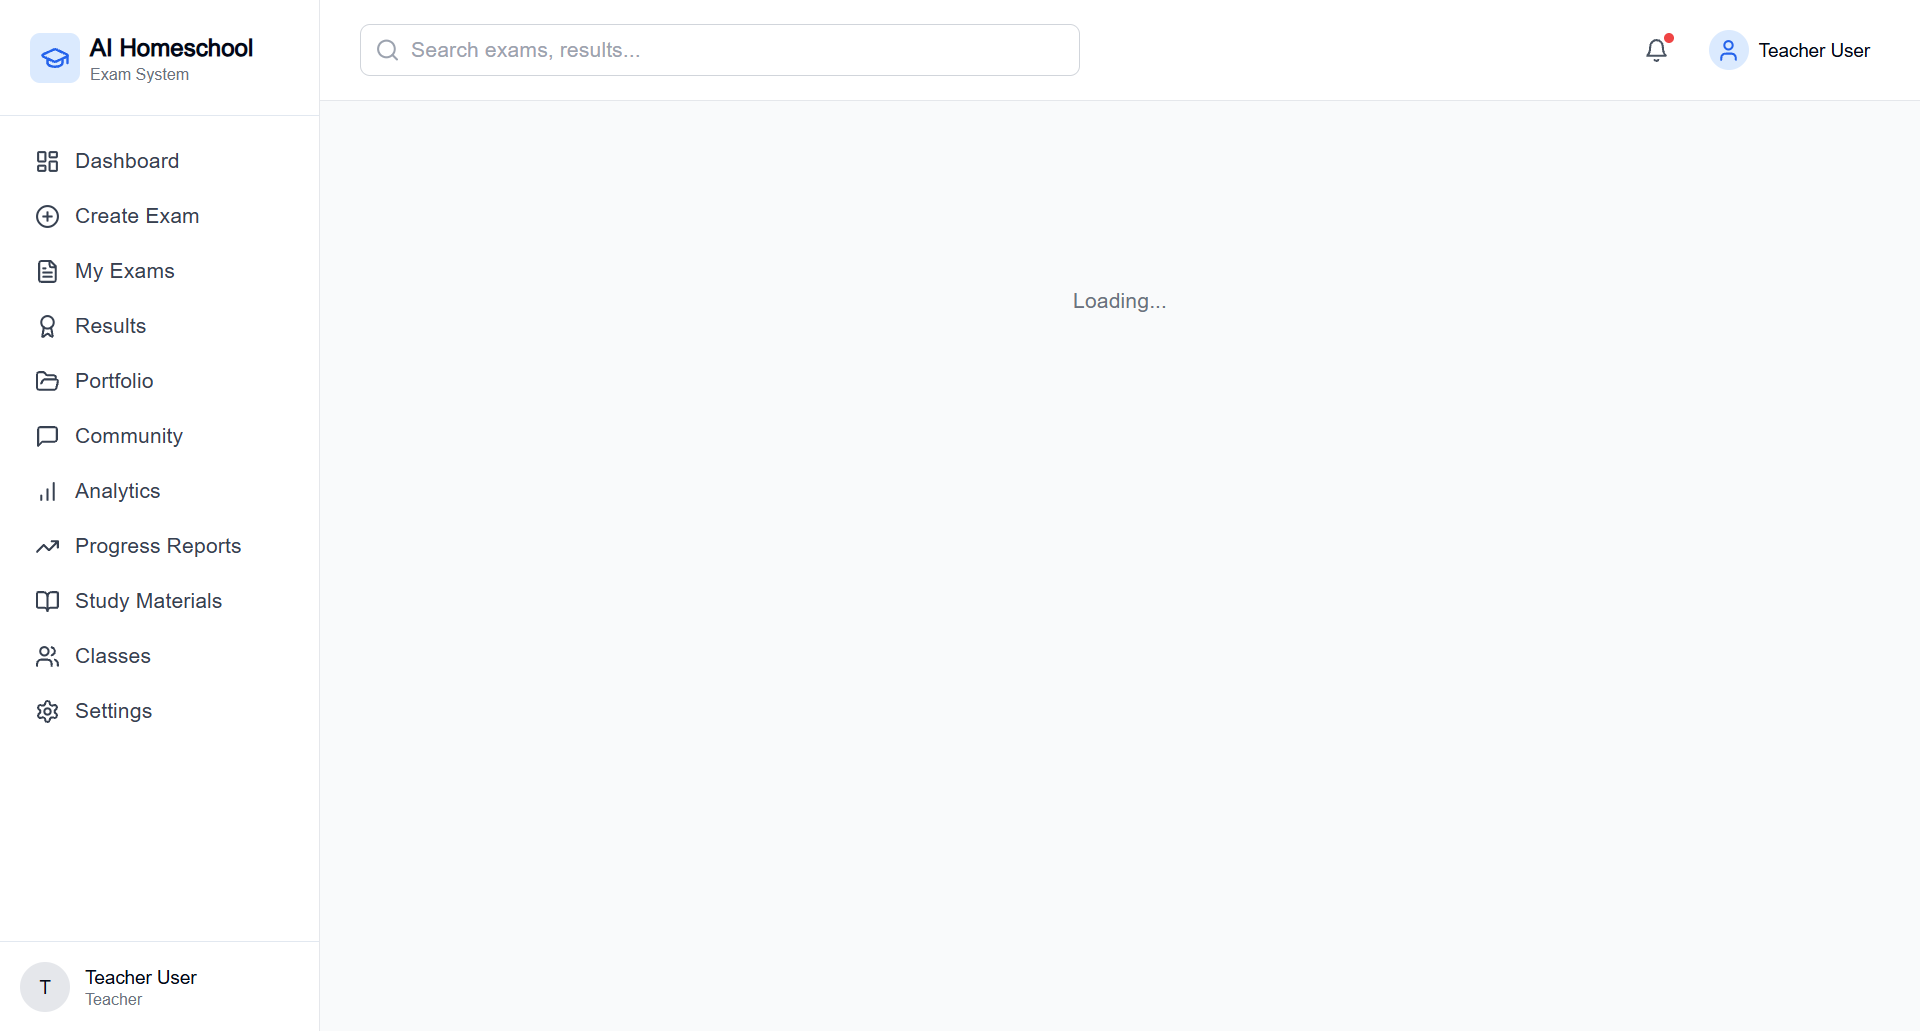 AI Homeschool
Exam System
Search exams, results...
Teacher User
Dashboard
Create Exam
My Exams
Results
Portfolio
Community
Analytics
Progress Reports
Study Materials
Classes
Settings
Loading...
T
Teacher User
Teacher